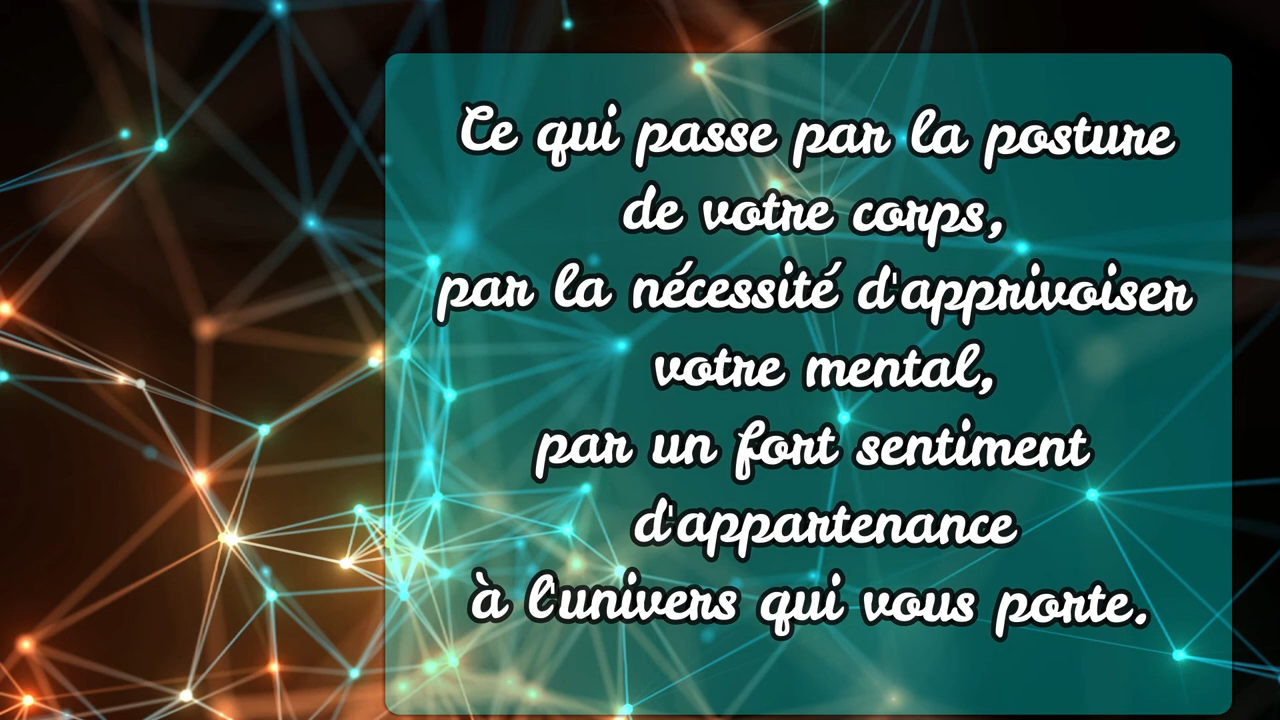 Ce qui passe par la posture
de votre corps,
par la nécessité d'apprivoiser
votre mental,
par un fort sentiment
d'appartenance
à l'univers qui vous porte.